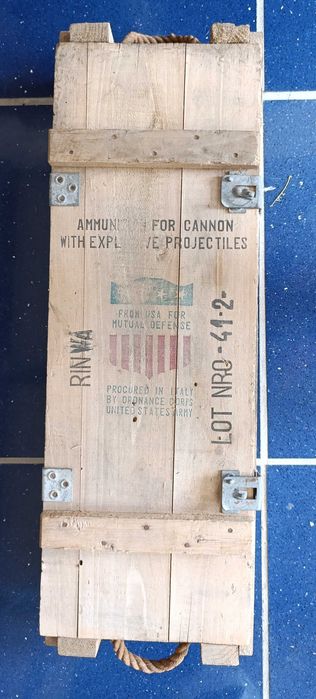 AMMUNITION FOR CANNON
WITH EXPLOSIVE PROJECTILES
FROM USA FOR
MUTUAL DEFENSE
PROCURED IN ITALY
BY ORDNANCE CORPS
UNITED STATES ARMY
RINWA
LOT NRO-41-2-